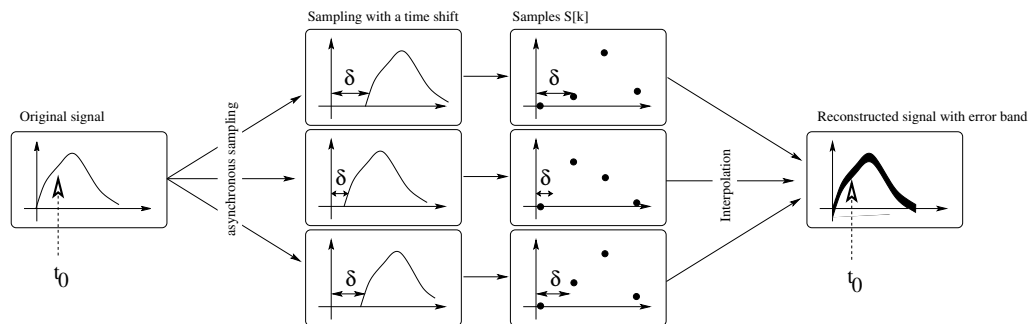 Sampling with a time shift
Samples S[k]
δ
δ
Original signal
Reconstructed signal with error band
asynchronous sampling
δ
δ
Interpolation
t0
δ
δ
t0